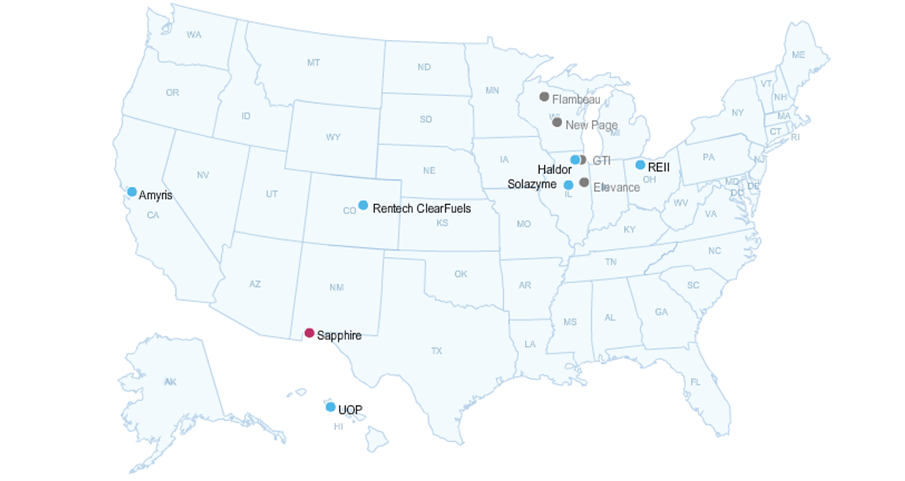 WA
ME
MT
ND
VT
NH
OR
MN
Flambeau
NY
MA
ID
SD
WI
New Page
MI
CT
RI
WY
IA
GTI
PA
NJ
Haldor
REII
NV
NE
Solazyme
Elevance
OH
MD
DE
DC
Amyris
UT
IL
IN
CA
CO
Rentech ClearFuels
KS
MO
KY
WV
VA
TN
NC
AZ
NM
OK
AR
SC
MS
AL
GA
Sapphire
TX
LA
AK
FL
UOP
HI